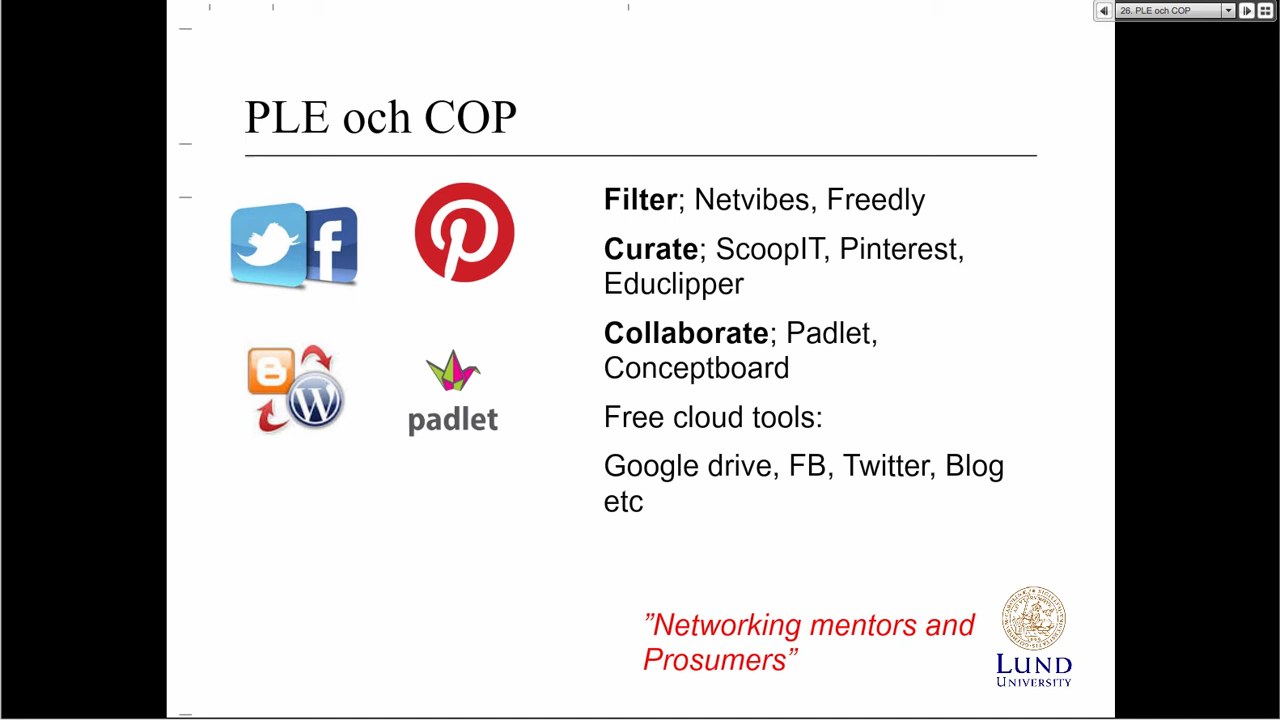 26. PLE och COP
PLE och COP
Filter; Netvibes, Freedly
Curate; ScoopIT, Pinterest,
Educlipper
Collaborate; Padlet,
Conceptboard
Free cloud tools:
Google drive, FB, Twitter, Blog
etc
padlet
”Networking mentors and
Prosumers”
LUND
UNIVERSITY